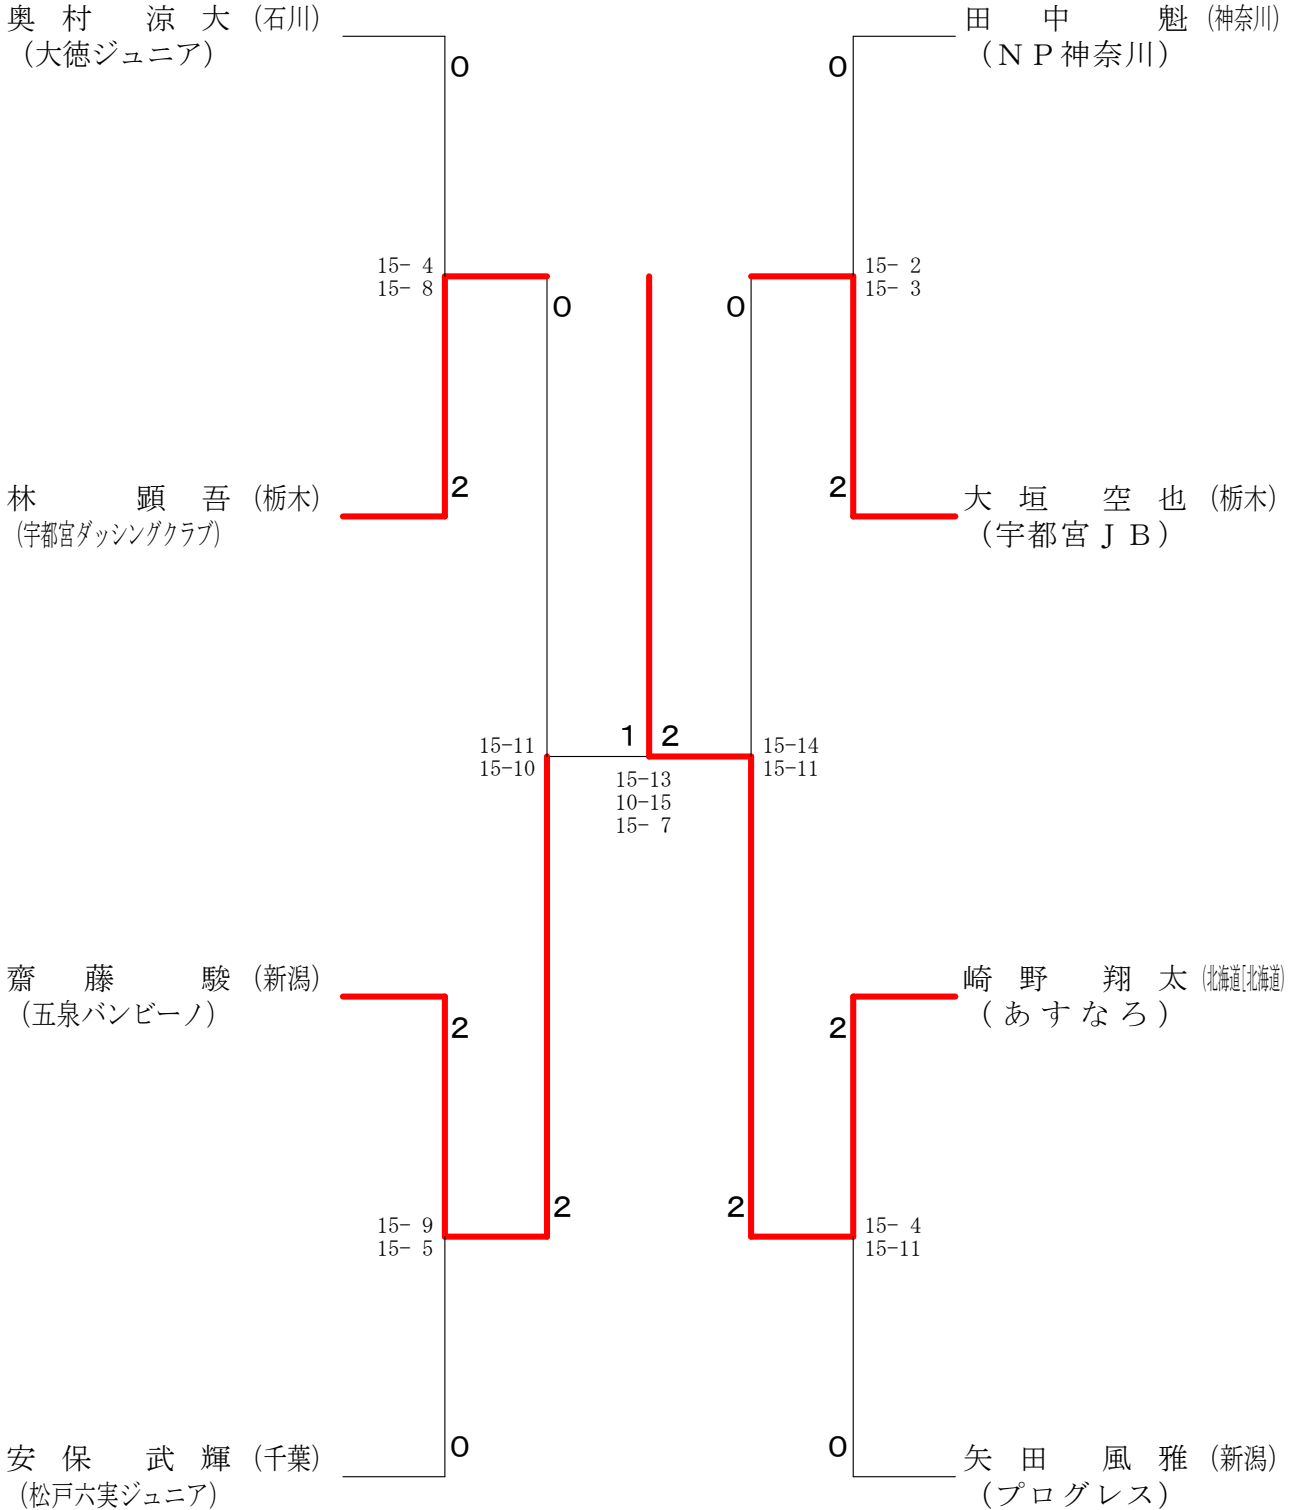 奥村 涼大 (石川)
(大徳ジュニア)
0
15- 4
15- 8
0
2
林 顕吾 (栃木)
(宇都宮ダッシングクラブ)
15-11
15-10
齋藤 駿 (新潟)
(五泉バンビーノ)
2
2
15- 9
15- 5
0
安保 武輝 (千葉)
(松戸六実ジュニア)
1 2
15-13
10-15
15- 7
田中 魁 (神奈川)
(ＮＰ神奈川)
0
15- 2
15- 3
0
2
大垣 空也 (栃木)
(宇都宮ＪＢ)
15-14
15-11
崎野 翔太 (北海道[北海道)
(あすなろ)
2
2
15- 4
15-11
0
矢田 風雅 (新潟)
(プログレス)